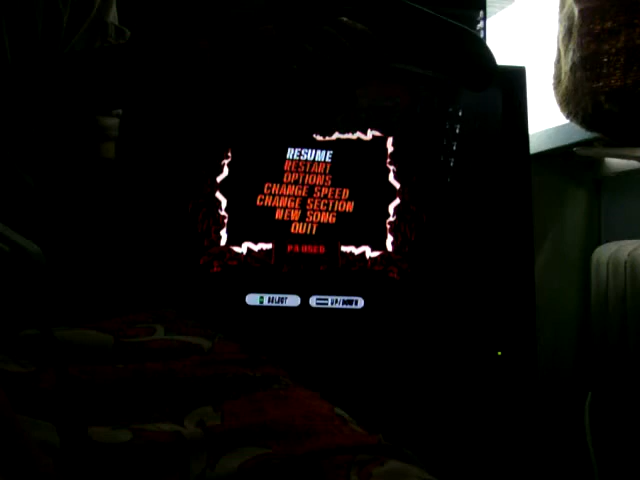 RESUME
RESTART
OPTIONS
CHANGE SPEED
CHANGE SECTION
NEW SONG
QUIT
PAUSED
SELECT
UP/DOWN